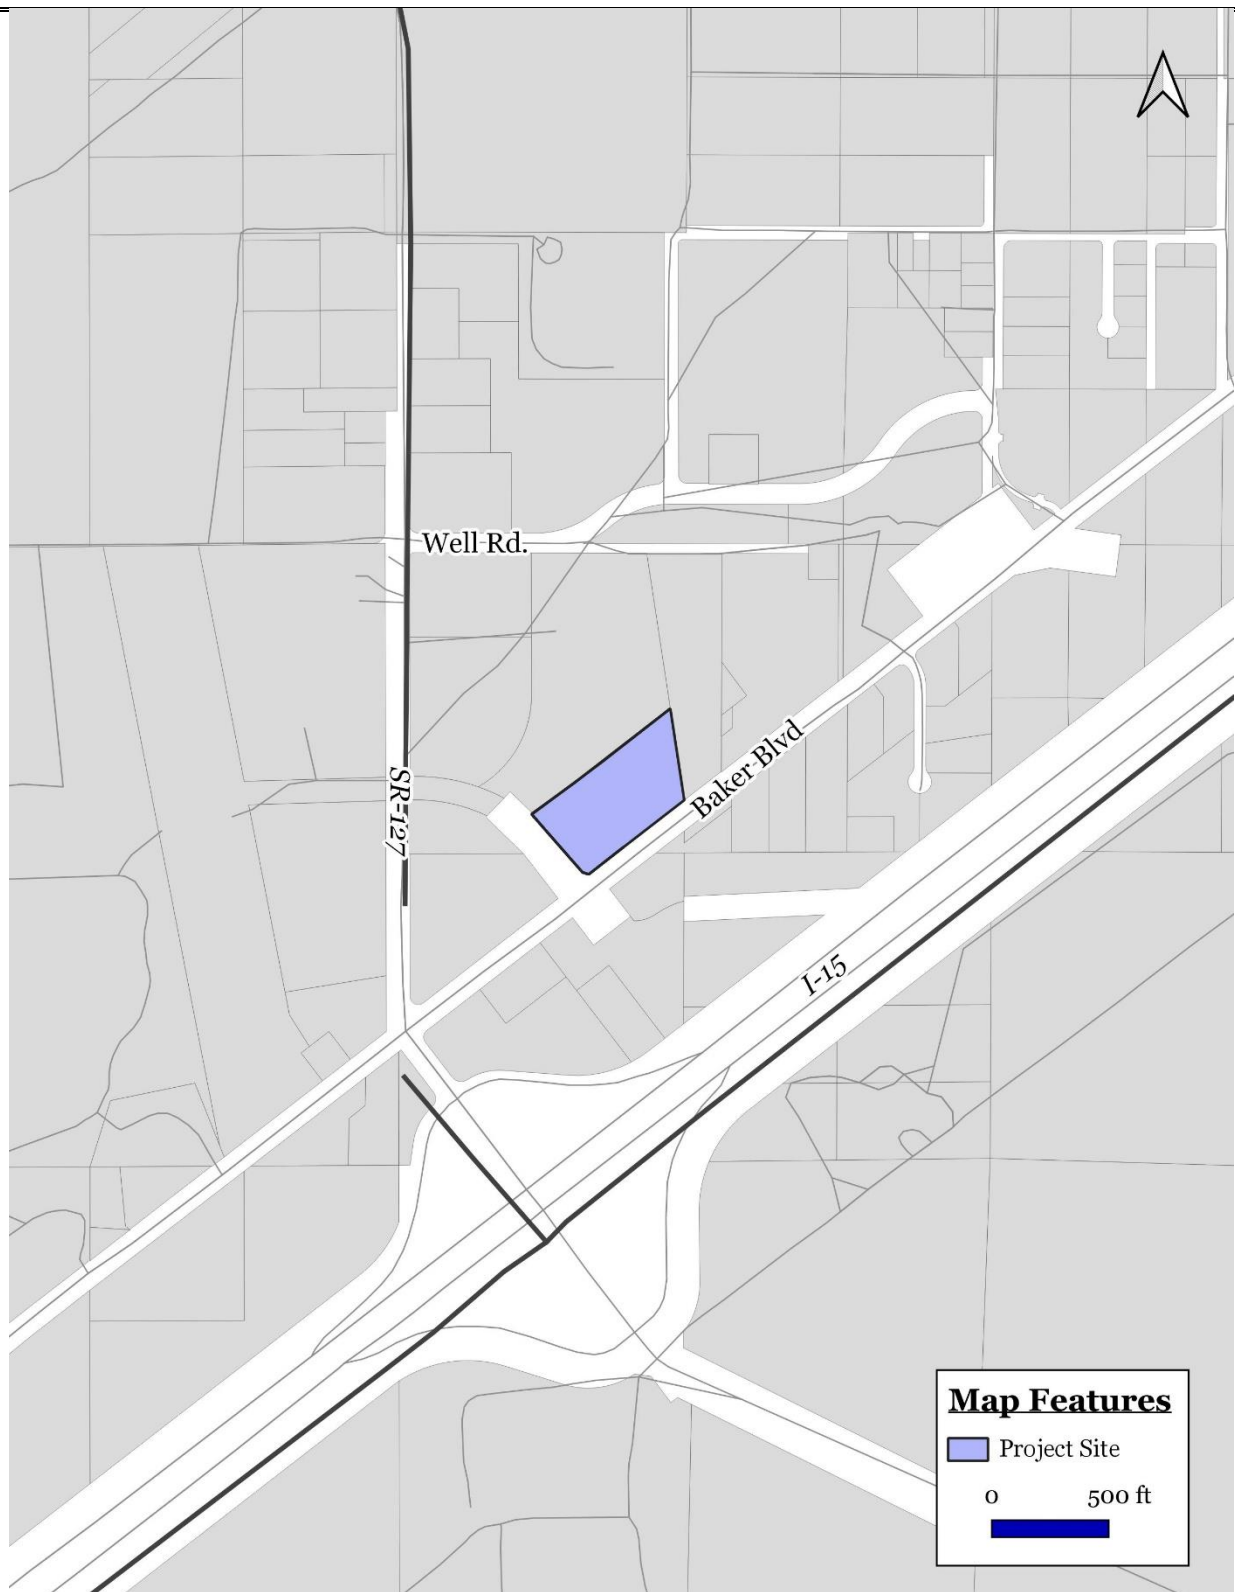 Well Rd.
SR-127
Baker Blvd
I-15
Map Features
Project Site
0 500 ft